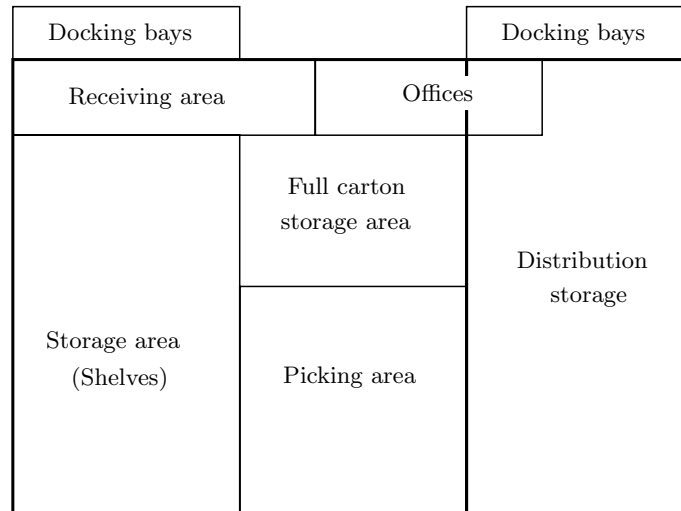 Docking bays
Docking bays
Receiving area
Offices
Full carton
storage area
Distribution
storage
Storage area
(Shelves)
Picking area